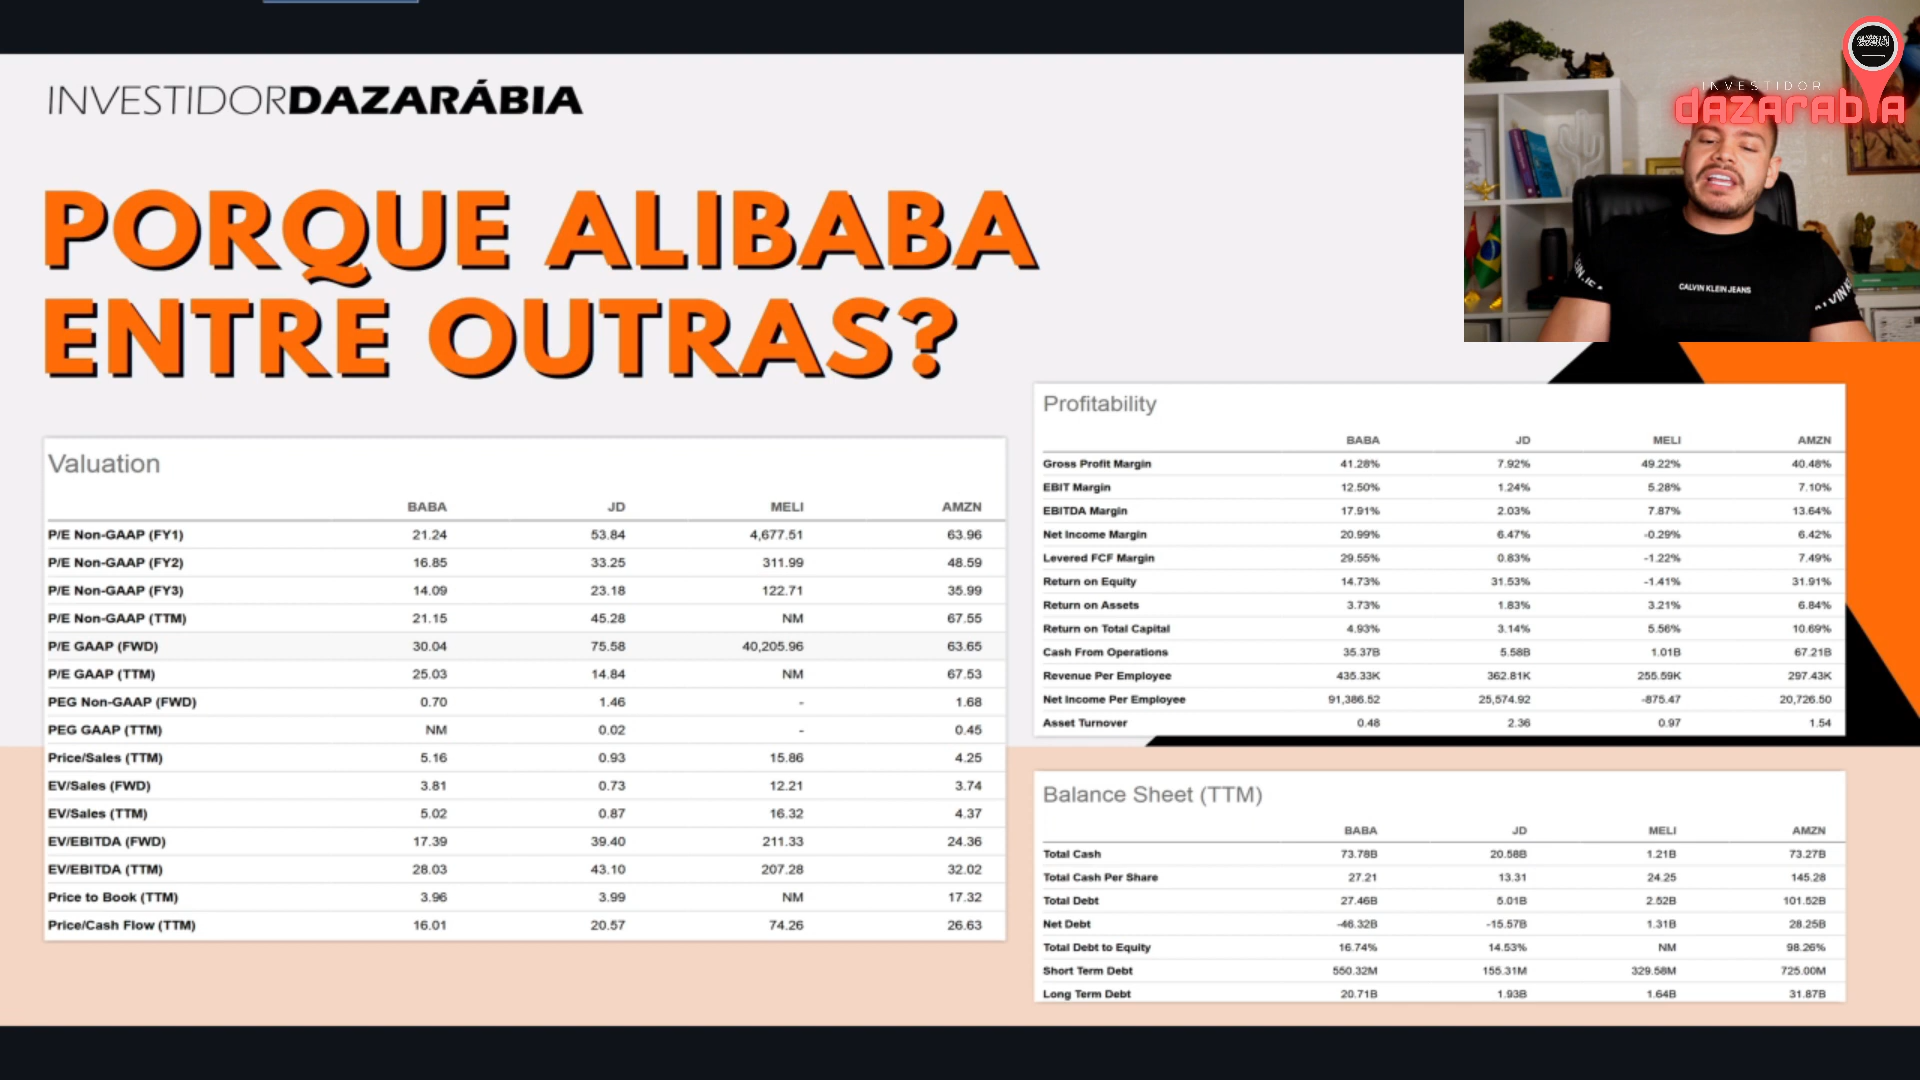 INVESTIDORDAZARÁBIA
PORQUE ALIBABA
ENTRE OUTRAS?
INVESTIDOR
dazarabIA
CALVIN KLEIN JEANS
Valuation
BABA JD MELI AMZN
P/E Non-GAAP (FY1) 21.24 53.84 4,677.51 63.96
P/E Non-GAAP (FY2) 16.85 33.25 311.99 48.59
P/E Non-GAAP (FY3) 14.09 23.18 122.71 35.99
P/E Non-GAAP (TTM) 21.15 45.28 NM 67.55
P/E GAAP (FWD) 30.04 75.58 40,205.96 63.65
P/E GAAP (TTM) 25.03 14.84 NM 67.53
PEG Non-GAAP (FWD) 0.70 1.46 - 1.68
PEG GAAP (TTM) NM 0.02 - 0.45
Price/Sales (TTM) 5.16 0.93 15.86 4.25
EV/Sales (FWD) 3.81 0.73 12.21 3.74
EV/Sales (TTM) 5.02 0.87 16.32 4.37
EV/EBITDA (FWD) 17.39 39.40 211.33 24.36
EV/EBITDA (TTM) 28.03 43.10 207.28 32.02
Price to Book (TTM) 3.96 3.99 NM 17.32
Price/Cash Flow (TTM) 16.01 20.57 74.26 26.63
Profitability
BABA JD MELI AMZN
Gross Profit Margin 41.28% 7.92% 49.22% 40.48%
EBIT Margin 12.50% 1.24% 5.28% 7.10%
EBITDA Margin 17.91% 2.03% 7.87% 13.64%
Net Income Margin 20.99% 6.47% -0.29% 6.42%
Levered FCF Margin 29.55% 0.83% -1.22% 7.49%
Return on Equity 14.73% 31.53% -1.41% 31.91%
Return on Assets 3.73% 1.83% 3.21% 6.84%
Return on Total Capital 4.93% 3.14% 5.56% 10.69%
Cash From Operations 35.37B 5.58B 1.01B 67.21B
Revenue Per Employee 435.33K 362.81K 255.59K 297.43K
Net Income Per Employee 91,386.52 25,574.92 -875.47 20,726.50
Asset Turnover 0.48 2.36 0.97 1.54
Balance Sheet (TTM)
BABA JD MELI AMZN
Total Cash 73.78B 20.58B 1.21B 73.27B
Total Cash Per Share 27.21 13.31 24.25 145.28
Total Debt 27.46B 5.01B 2.52B 101.52B
Net Debt -46.32B -15.57B 1.31B 28.25B
Total Debt to Equity 16.74% 14.53% NM 98.26%
Short Term Debt 550.32M 155.31M 329.58M 725.00M
Long Term Debt 20.71B 1.93B 1.64B 31.87B